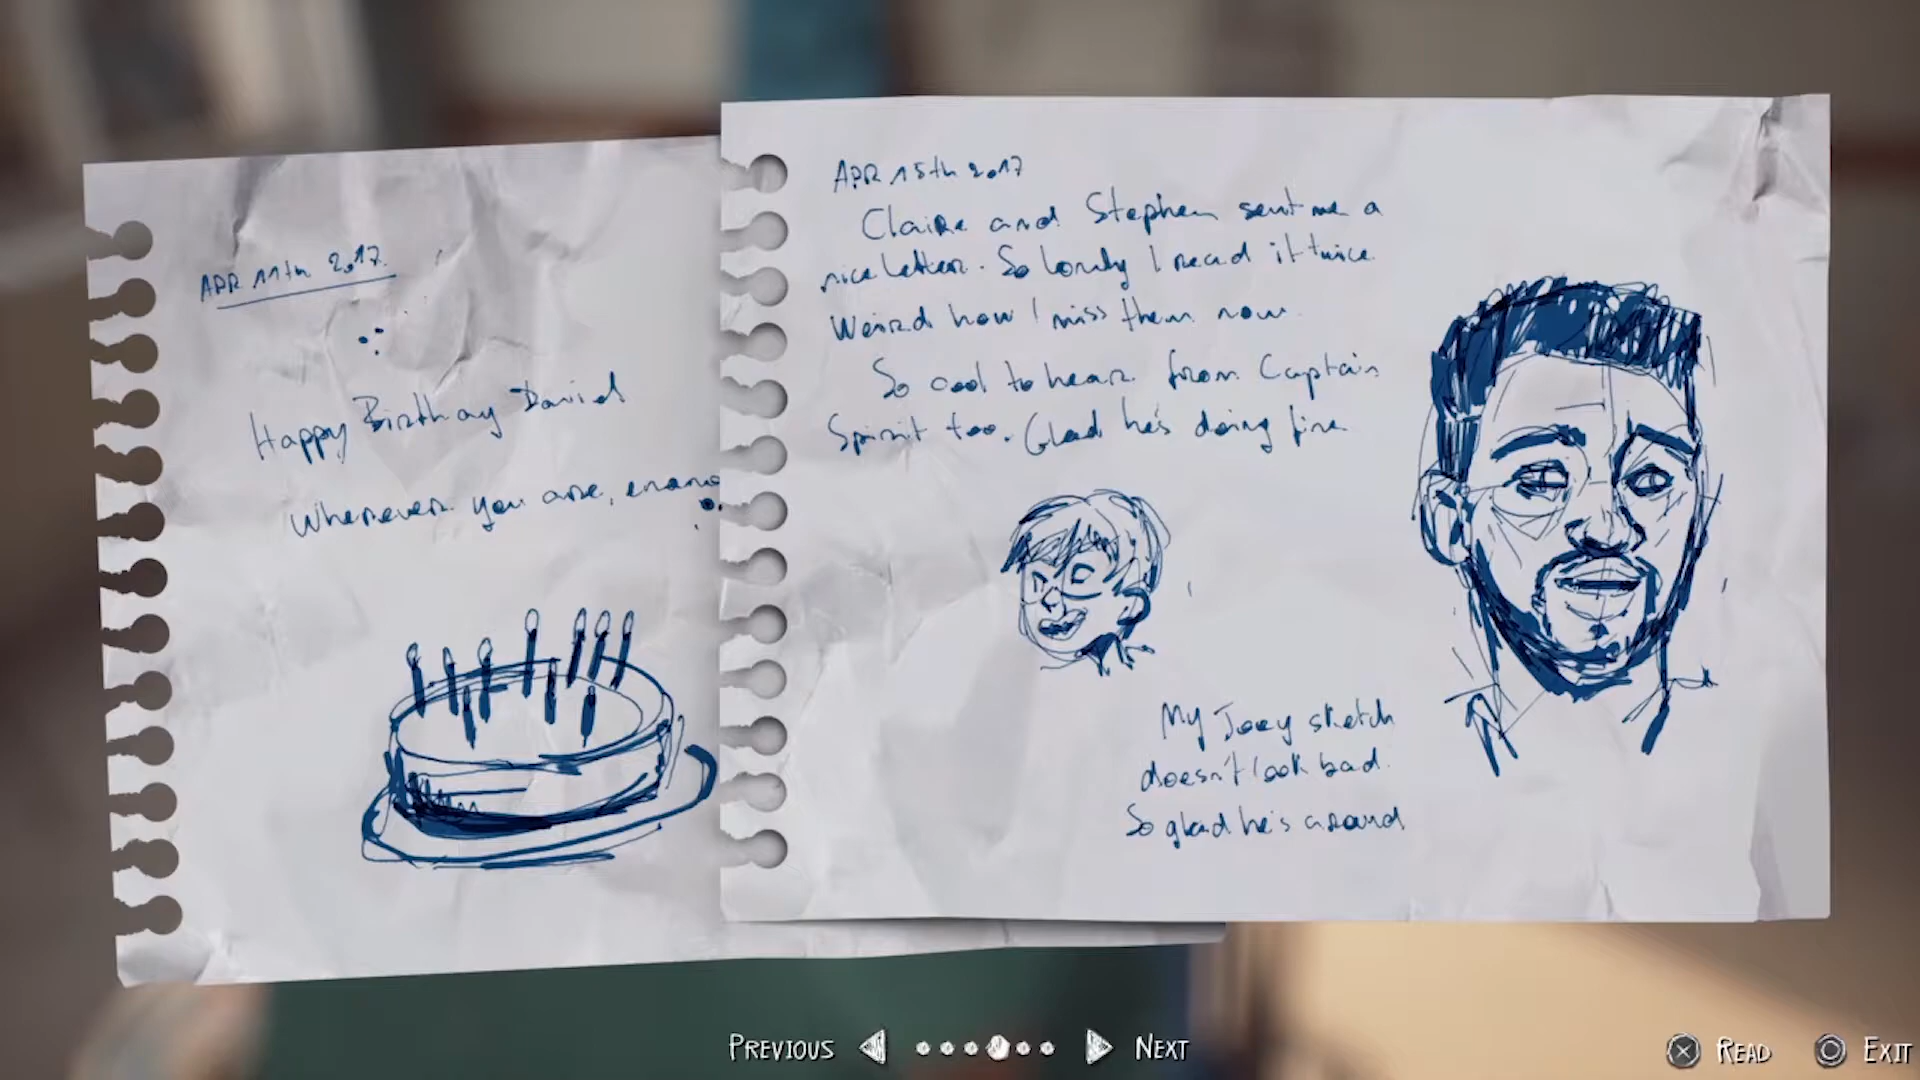 APR 11th 2017
Happy Birthday Daniel
Wherever you are, enano
APR 15th 2017
Claire and Stephen sent me a
nice letter. So lonely I read it twice
Weird how I miss them now
So cool to hear from Captain
Spirit too. Glad he's doing fine
My Joey sketch
doesn't look bad.
So glad he's around
PREVIOUS
NEXT
READ
EXIT